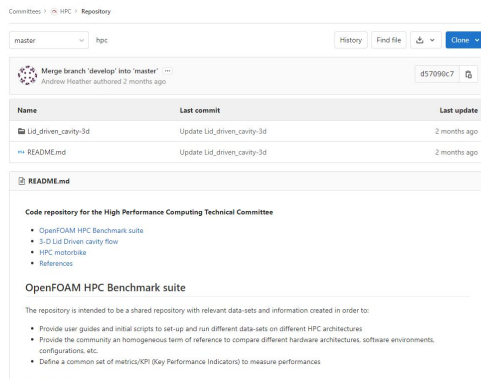 Committees > HPC > Repository
master hpc History Find file Clone
Merge branch 'develop' into 'master' ...
Andrew Heather authored 2 months ago
d57090c7
Name Last commit Last update
Lid_driven_cavity-3d Update Lid_driven_cavity-3d 2 months ago
README.md Update Lid_driven_cavity-3d 2 months ago
README.md
Code repository for the High Performance Computing Technical Committee
• OpenFOAM HPC Benchmark suite
• 3-D Lid Driven cavity flow
• HPC motorbike
• References
OpenFOAM HPC Benchmark suite
The repository is intended to be a shared repository with relevant data-sets and information created in order to:
• Provide user guides and initial scripts to set-up and run different data-sets on different HPC architectures
• Provide the community an homogeneous term of reference to compare different hardware architectures, software environments,
configurations, etc.
• Define a common set of metrics/KPI (Key Performance Indicators) to measure performances